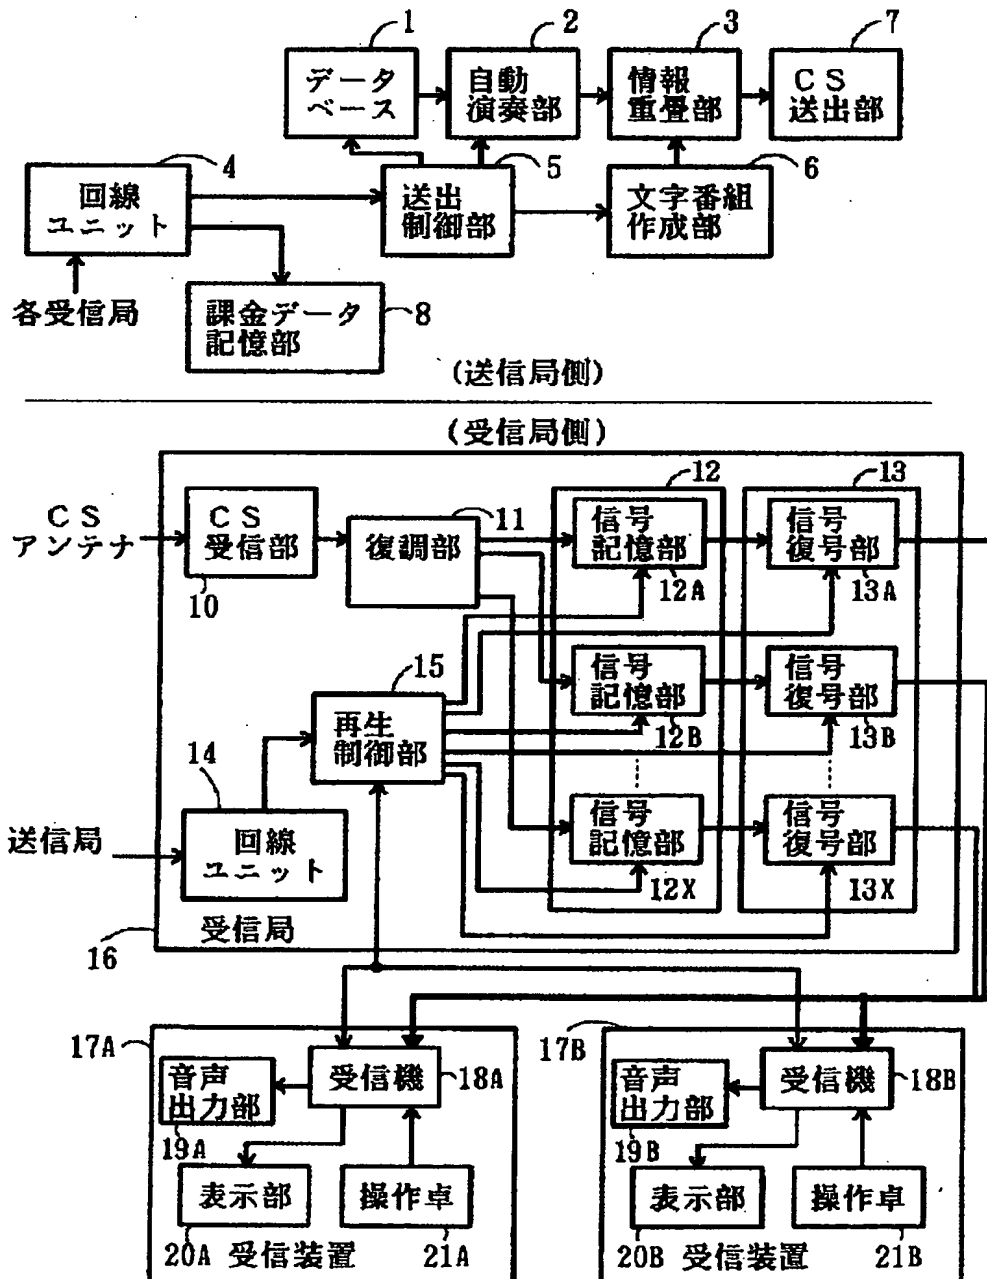 1
2
3
7
データ
ベース
自動
演奏部
情報
重畳部
CS
送出部
4
5
6
回線
ユニット
送出
制御部
文字番組
作成部
各受信局
課金データ
記憶部
8
(送信局側)
(受信局側)
12
13
CS
アンテナ
CS
受信部
10
11
復調部
信号
記憶部
12A
信号
復号部
13A
15
再生
制御部
信号
記憶部
12B
信号
復号部
13B
14
送信局
回線
ユニット
信号
記憶部
12X
信号
復号部
13X
受信局
16
17A
音声
出力部
19A
受信機
18A
表示部
20A
操作卓
21A
受信装置
17B
音声
出力部
19B
受信機
18B
表示部
20B
操作卓
21B
受信装置